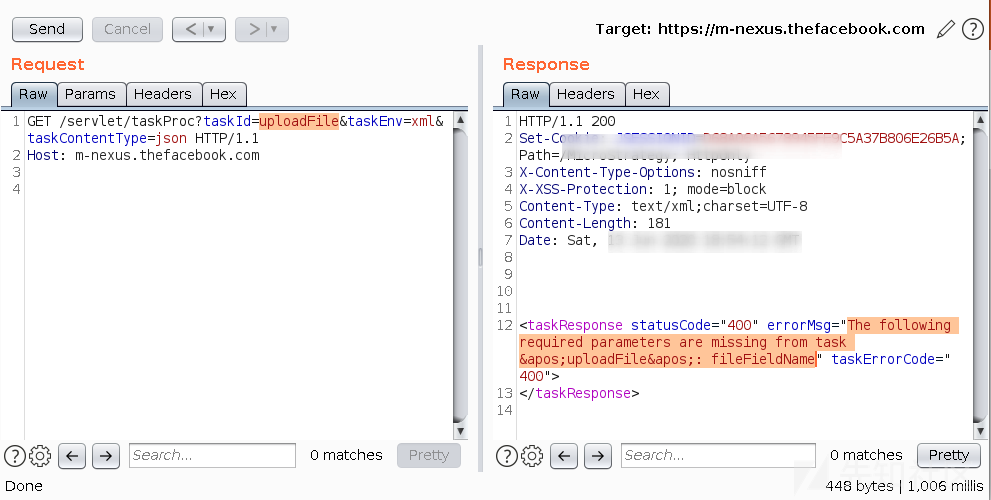 Send Cancel < >
Target: https://m-nexus.thefacebook.com ?
Request
Raw Params Headers Hex
1 GET /servlet/taskProc?taskId=uploadFile&taskEnv=xml&
taskContentType=json HTTP/1.1
2 Host: m-nexus.thefacebook.com
3
4
? Search... 0 matches Pretty
Response
Raw Headers Hex
1 HTTP/1.1 200
2 Set-Cookie: C5A37B806E26B5A;
Path=/MicroStrategy; HttpOnly
3 X-Content-Type-Options: nosniff
4 X-XSS-Protection: 1; mode=block
5 Content-Type: text/xml;charset=UTF-8
6 Content-Length: 181
7 Date: Sat,
8
9
10
11
12 <taskResponse statusCode="400" errorMsg="The following
required parameters are missing from task
&apos;uploadFile&apos;: fileFieldName" taskErrorCode="
400">
13 </taskResponse>
14
? Search... 0 matches Pretty
Done
448 bytes | 1,006 millis